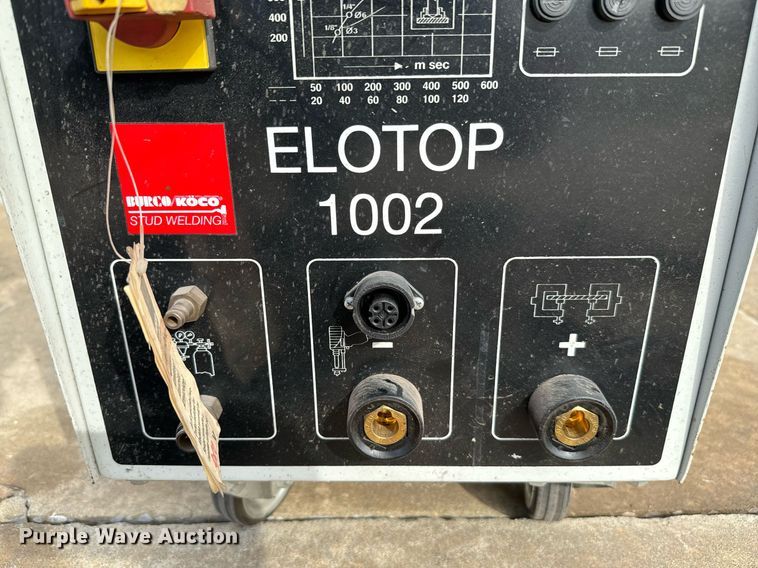 400
200
1/4" Ø6
1/8" Ø3
m sec
50 100 200 300 400 500 600
20 40 60 80 100 120
ELOTOP
1002
BURCO/KÖCO
STUD WELDING
+
-
Purple Wave Auction